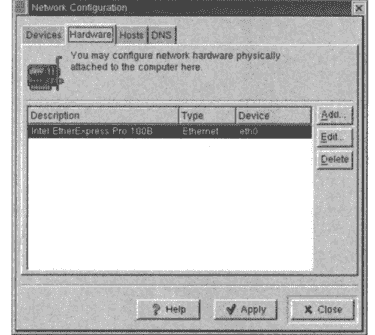 Network Configuration
Devices Hardware Hosts DNS
You may configure network hardware physically
attached to the computer here.
Description Type Device
Intel EtherExpress Pro 100B Ethernet eth0
Add...
Edit...
Delete
Help Apply Close